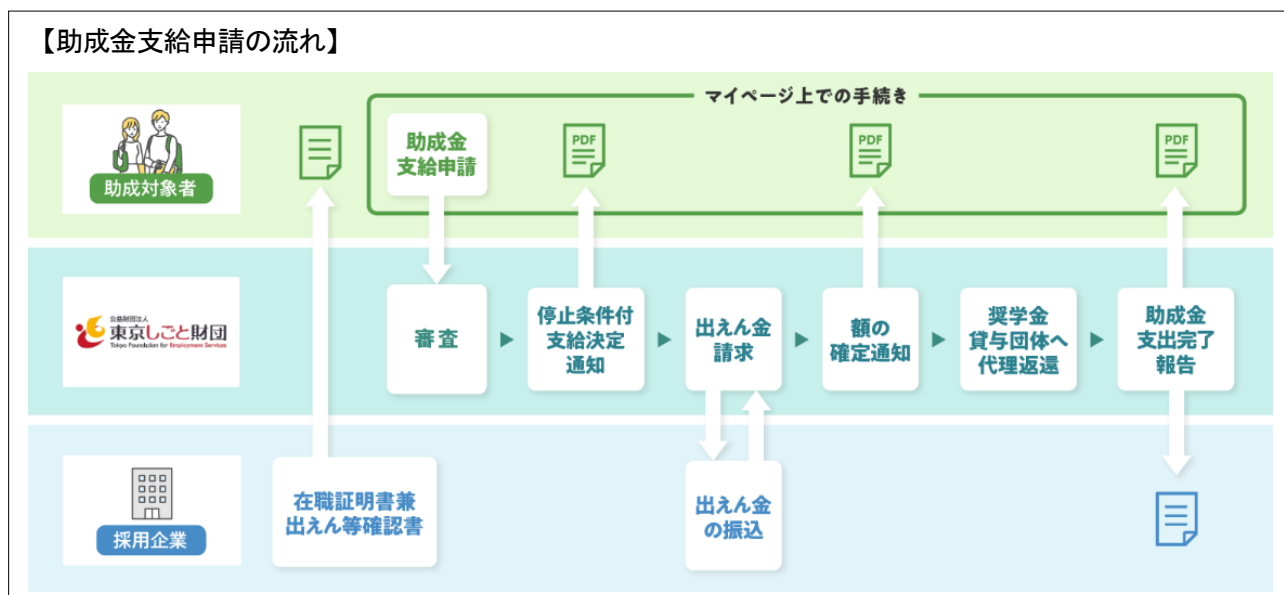 【助成金支給申請の流れ】
マイページ上での手続き
助成対象者
助成金
支給申請
PDF
PDF
PDF
公益財団法人
東京しごと財団
Tokyo Foundation for Employment Services
審査
停止条件付
支給決定
通知
出えん金
請求
額の
確定通知
奨学金
貸与団体へ
代理返還
助成金
支出完了
報告
採用企業
在職証明書兼
出えん等確認書
出えん金
の振込